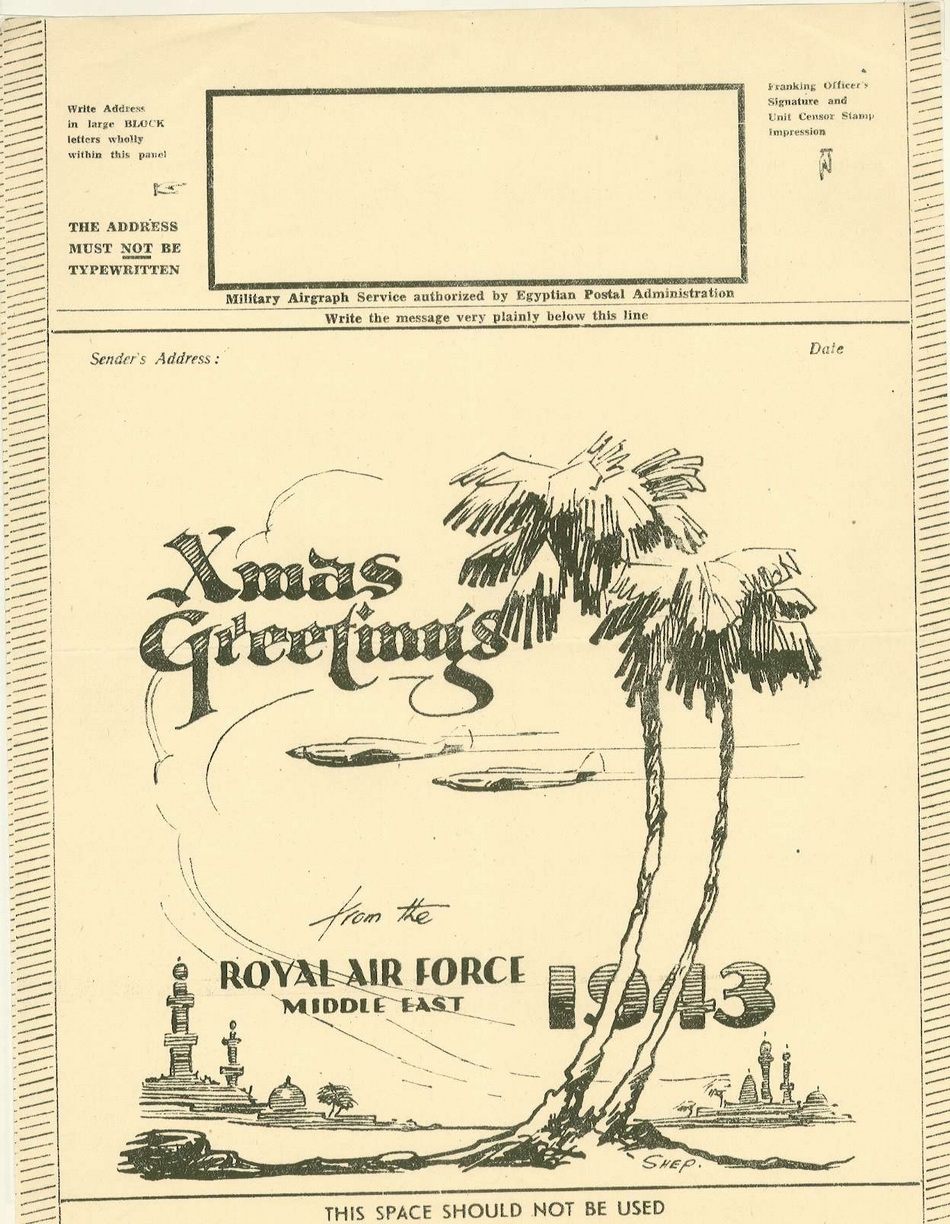 Write Address
in large BLOCK
letters wholly
within this panel
THE ADDRESS
MUST NOT BE
TYPEWRITTEN
Franking Officer's
Signature and
Unit Censor Stamp
Impression
Military Airgraph Service authorized by Egyptian Postal Administration
Write the message very plainly below this line
Sender's Address:
Date
Xmas
Greetings
from the
ROYAL AIR FORCE
MIDDLE EAST
1943
SHEP.
THIS SPACE SHOULD NOT BE USED